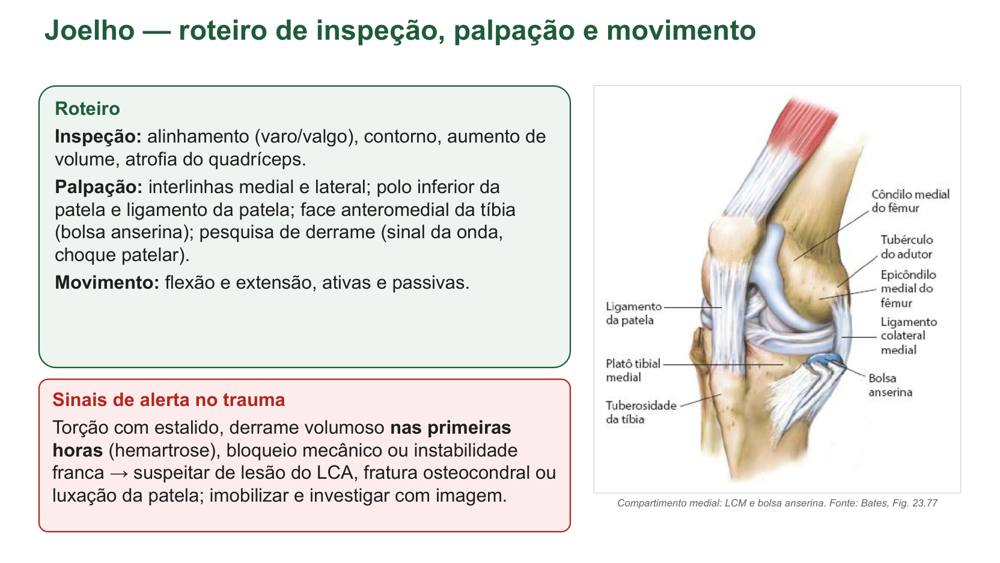 Joelho — roteiro de inspeção, palpação e movimento
Roteiro
Inspeção: alinhamento (varo/valgo), contorno, aumento de
volume, atrofia do quadríceps.
Palpação: interlinhas medial e lateral; polo inferior da
patela e ligamento da patela; face anteromedial da tíbia
(bolsa anserina); pesquisa de derrame (sinal da onda,
choque patelar).
Movimento: flexão e extensão, ativas e passivas.
Sinais de alerta no trauma
Torção com estalido, derrame volumoso nas primeiras
horas (hemartrose), bloqueio mecânico ou instabilidade
franca → suspeitar de lesão do LCA, fratura osteocondral ou
luxação da patela; imobilizar e investigar com imagem.
Côndilo medial
do fêmur
Tubérculo
do adutor
Epicôndilo
medial do
fêmur
Ligamento
colateral
medial
Bolsa
anserina
Ligamento
da patela
Platô tibial
medial
Tuberosidade
da tíbia
Compartimento medial: LCM e bolsa anserina. Fonte: Bates, Fig. 23.77